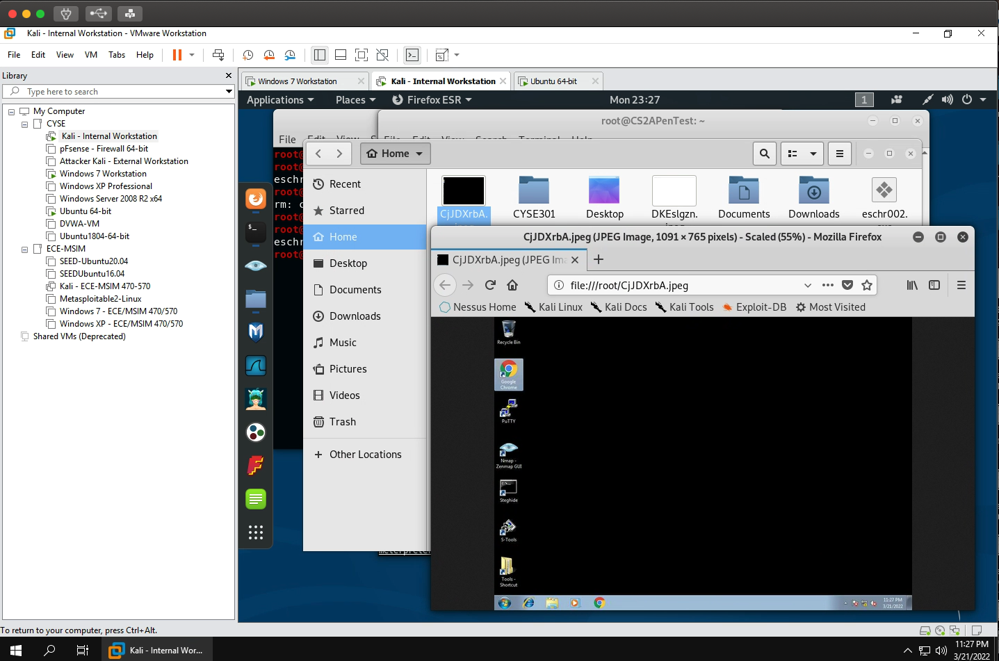 Kali - Internal Workstation - VMware Workstation
File Edit View VM Tabs Help
Library
Type here to search
My Computer
CYSE
Kali - Internal Workstation
pFsense - Firewall 64-bit
Attacker Kali - External Workstation
Windows 7 Workstation
Windows XP Professional
Windows Server 2008 R2 x64
Ubuntu 64-bit
DVWA-VM
Ubuntu1804-64-bit
ECE-MSIM
SEED-Ubuntu20.04
SEEDUbuntu16.04
Kali - ECE-MSIM 470-570
Metasploitable2-Linux
Windows 7 - ECE/MSIM 470/570
Windows XP - ECE/MSIM 470/570
Shared VMs (Deprecated)
Windows 7 Workstation Kali - Internal Workstation Ubuntu 64-bit
Applications Places Firefox ESR Mon 23:27 1
root@CS2APenTest: ~
File Edit View S File Edit View Search Terminal Help
root@
root@
eschr
root@
rm: c
root@
root@
eschr
root@
Home
Recent
Starred
Home
Desktop
Documents
Downloads
Music
Pictures
Videos
Trash
Other Locations
CjJDXrbA. CYSE301 Desktop DKEslgzn. Documents Downloads eschr002.
CjJDXrbA.jpeg (JPEG Image, 1091 × 765 pixels) - Scaled (55%) - Mozilla Firefox
CjJDXrbA.jpeg (JPEG Ima
file:///root/CjJDXrbA.jpeg
Nessus Home Kali Linux Kali Docs Kali Tools Exploit-DB Most Visited
Recycle Bin
Google
Chrome
PuTTY
Nmap -
Zenmap GUI
Steghide
S-Tools
Tools -
Shortcut
11:27 PM
3/21/2022
meterpreter
To return to your computer, press Ctrl+Alt.
Kali - Internal Wor...
11:27 PM
3/21/2022